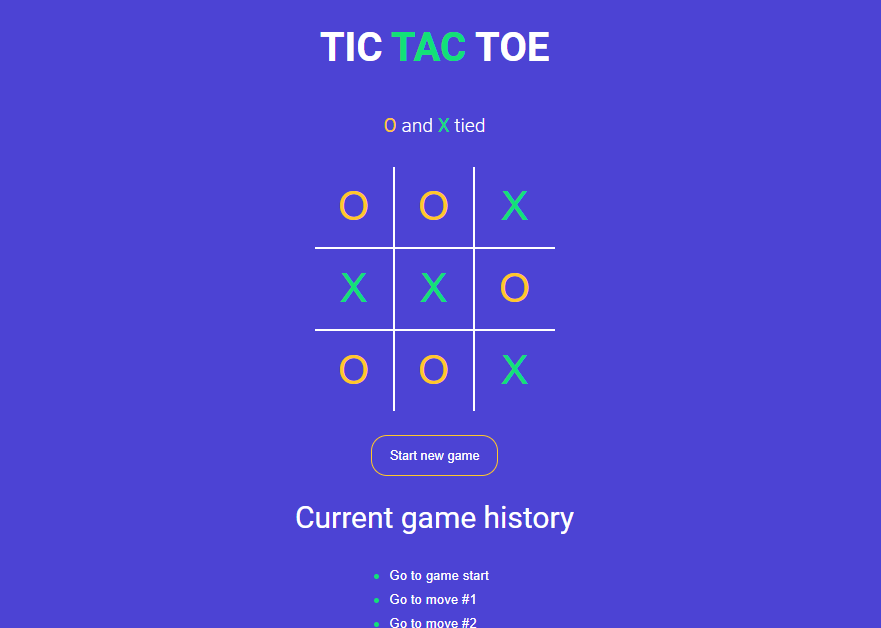 TIC TAC TOE
O and X tied
O O X
X X O
O O X
Start new game
Current game history
Go to game start
Go to move #1
Go to move #2